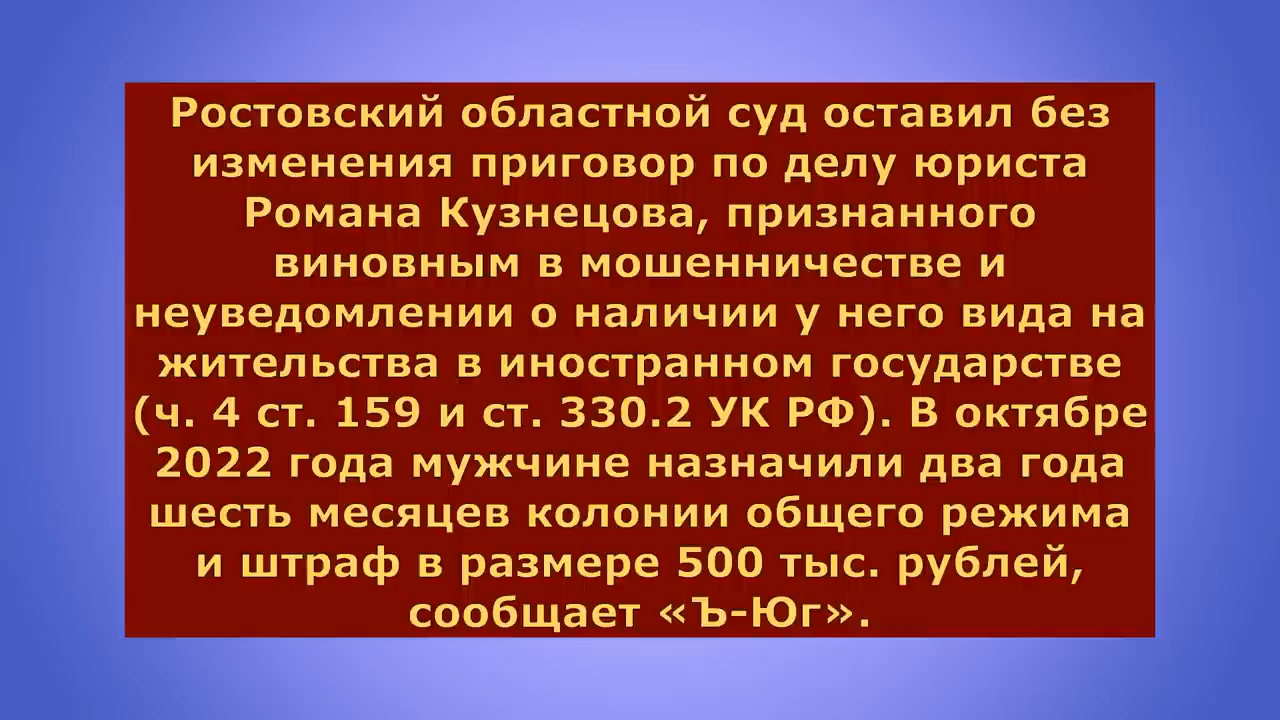 Ростовский областной суд оставил без
изменения приговор по делу юриста
Романа Кузнецова, признанного
виновным в мошенничестве и
неуведомлении о наличии у него вида на
жительства в иностранном государстве
(ч. 4 ст. 159 и ст. 330.2 УК РФ). В октябре
2022 года мужчине назначили два года
шесть месяцев колонии общего режима
и штраф в размере 500 тыс. рублей,
сообщает «Ъ-Юг».